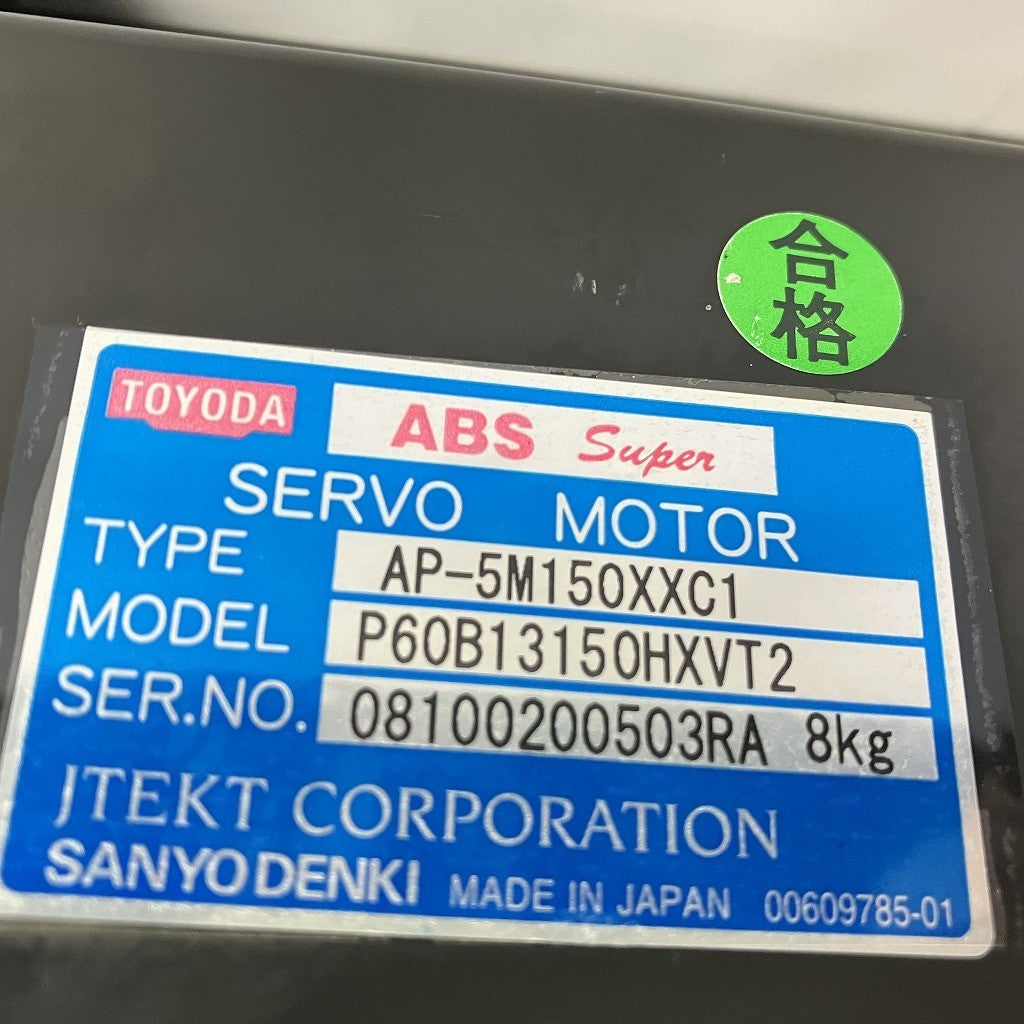 合格
TOYODA ABS Super
SERVO MOTOR
TYPE AP-5M150XXC1
MODEL P60B13150HXVT2
SER.NO. 08100200503RA 8kg
JTEKT CORPORATION
SANYO DENKI MADE IN JAPAN 00609785-01